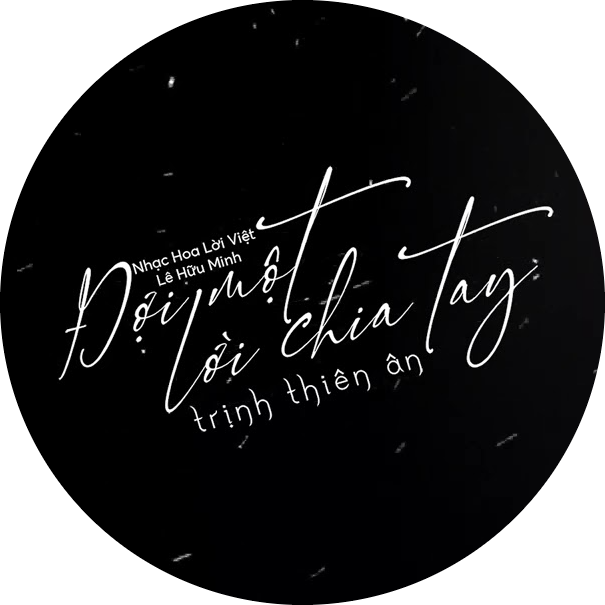 Nhạc Hoa Lời Việt
Lê Hữu Minh
Đợi một
lời chia tay
trịnh thiên ân